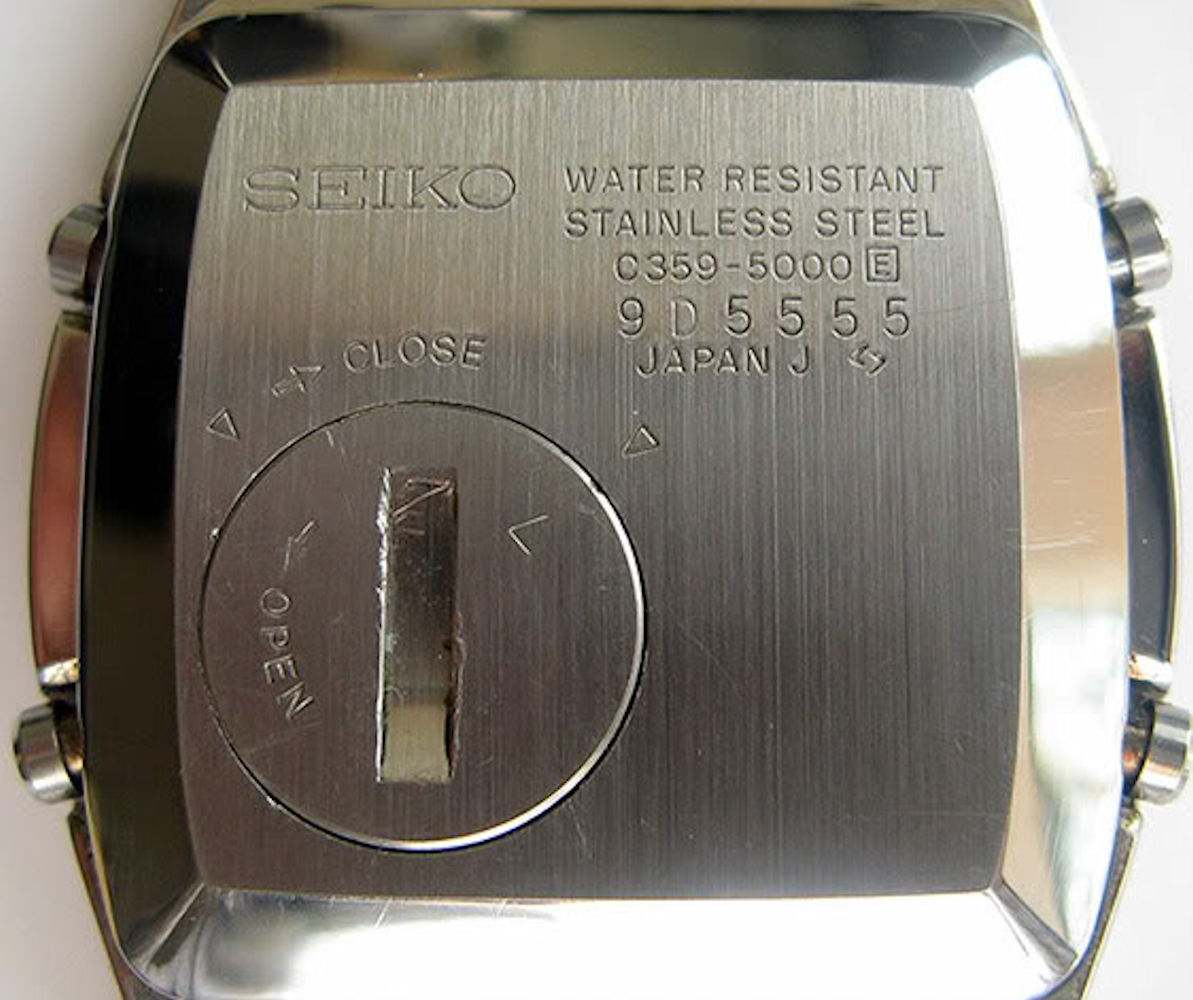 SEIKO
WATER RESISTANT
STAINLESS STEEL
C359-5000 E
9D5555
JAPAN J
CLOSE
OPEN